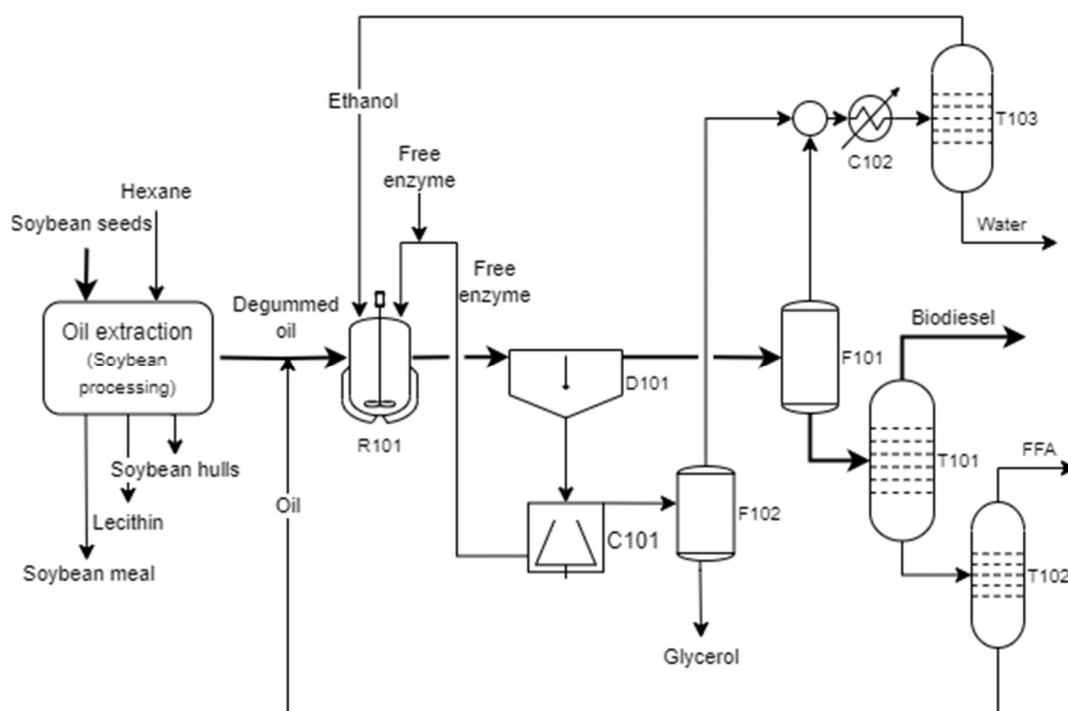 Ethanol
T103
C102
Free
enzyme
Hexane
Soybean seeds
Water
Free
enzyme
Degummed
oil
Biodiesel
Oil extraction
(Soybean
processing)
F101
D101
R101
T101
FFA
Soybean hulls
Oil
Lecithin
F102
C101
Soybean meal
T102
Glycerol